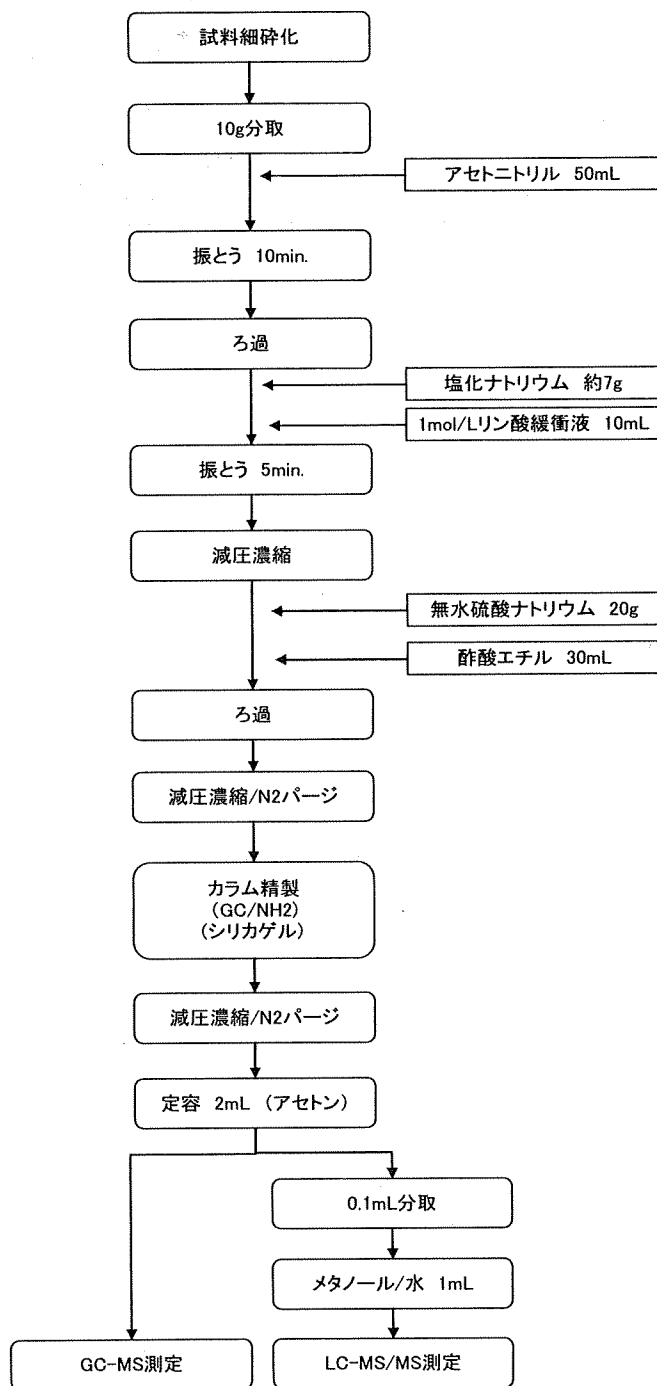 試料細砕化
10g分取
アセトニトリル 50mL
振とう 10min.
ろ過
塩化ナトリウム 約7g
1mol/Lリン酸緩衝液 10mL
振とう 5min.
減圧濃縮
無水硫酸ナトリウム 20g
酢酸エチル 30mL
ろ過
減圧濃縮/N2パージ
カラム精製
(GC/NH2)
(シリカゲル)
減圧濃縮/N2パージ
定容 2mL (アセトン)
0.1mL分取
メタノール/水 1mL
GC-MS測定
LC-MS/MS測定